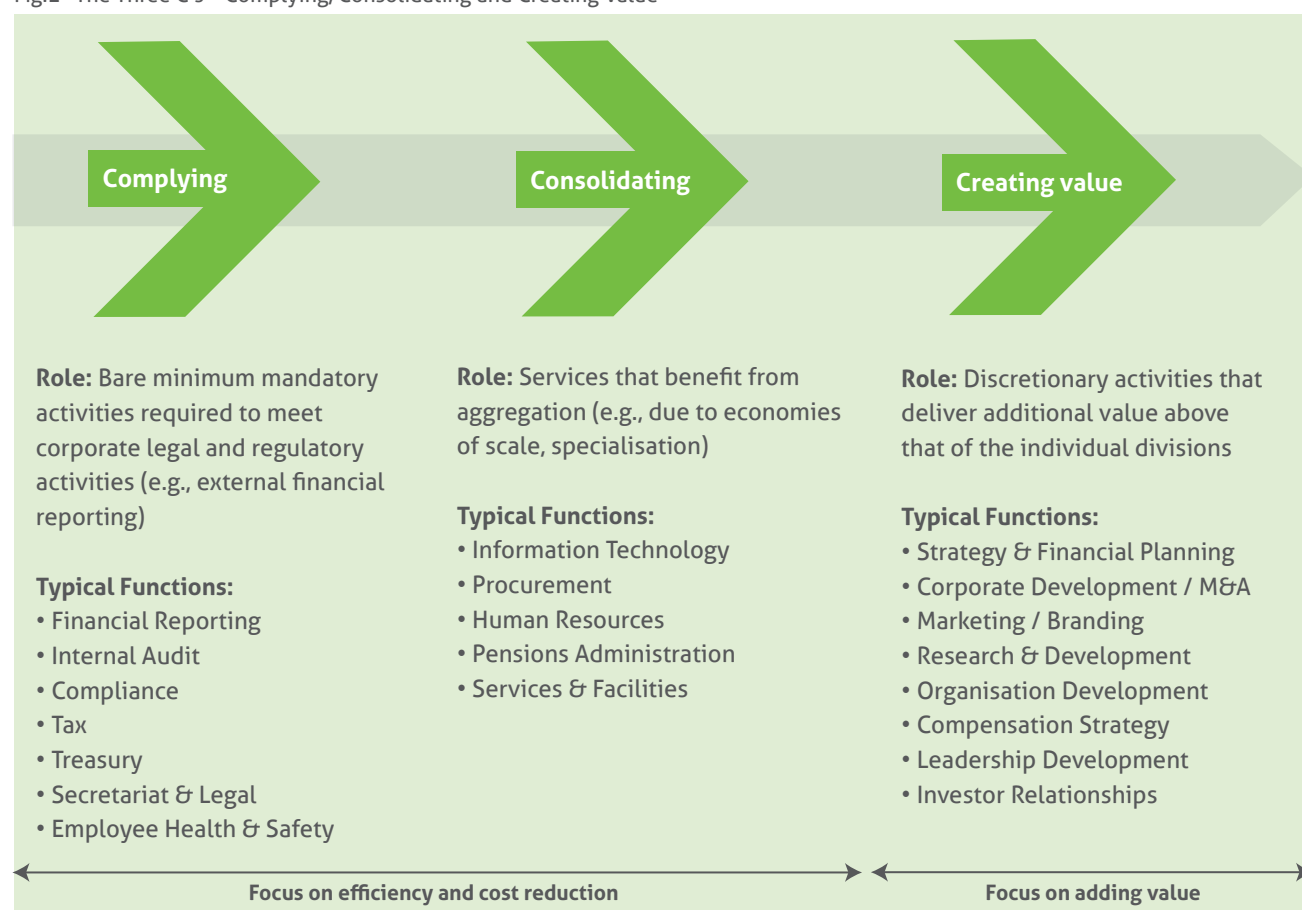 Fig.2 The Three C's – Complying, Consolidating and Creating Value
Complying
Consolidating
Creating value
Role: Bare minimum mandatory
activities required to meet
corporate legal and regulatory
activities (e.g., external financial
reporting)
Typical Functions:
• Financial Reporting
• Internal Audit
• Compliance
• Tax
• Treasury
• Secretariat & Legal
• Employee Health & Safety
Role: Services that benefit from
aggregation (e.g., due to economies
of scale, specialisation)
Typical Functions:
• Information Technology
• Procurement
• Human Resources
• Pensions Administration
• Services & Facilities
Role: Discretionary activities that
deliver additional value above
that of the individual divisions
Typical Functions:
• Strategy & Financial Planning
• Corporate Development / M&A
• Marketing / Branding
• Research & Development
• Organisation Development
• Compensation Strategy
• Leadership Development
• Investor Relationships
Focus on efficiency and cost reduction
Focus on adding value